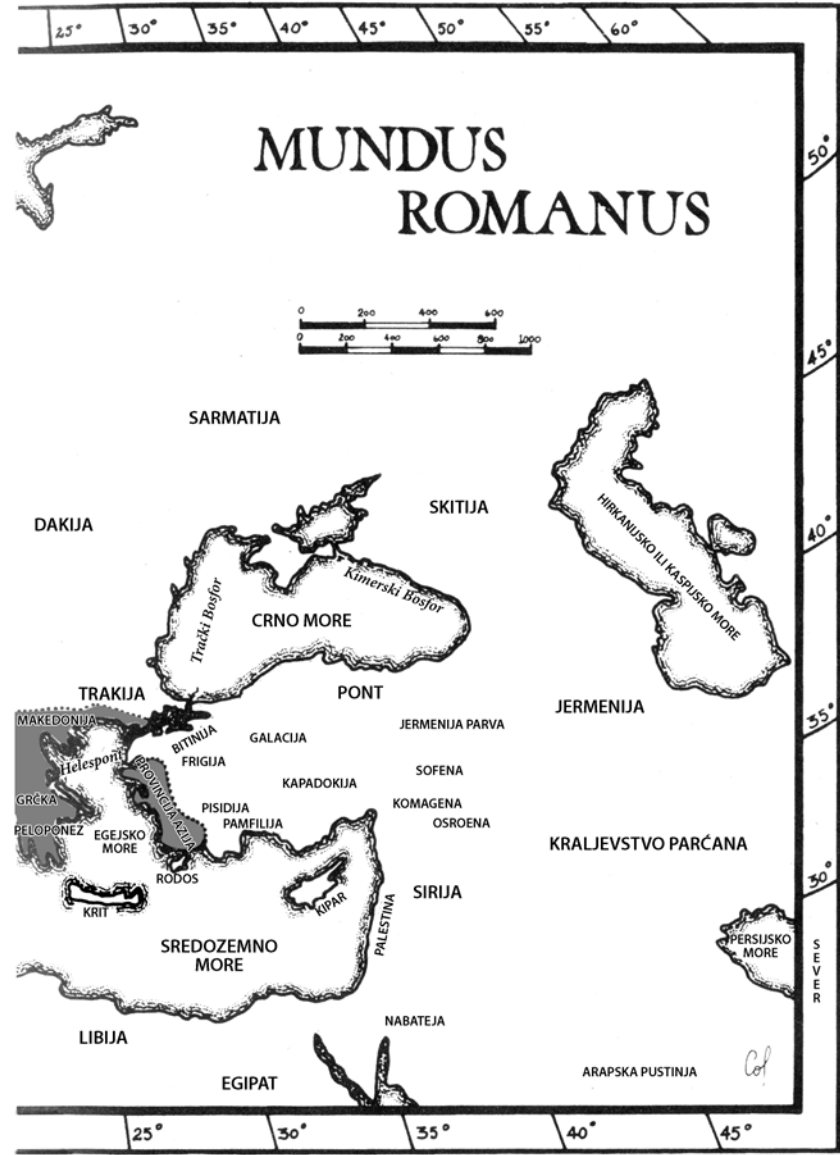 25° 30° 35° 40° 45° 50° 55° 60°
MUNDUS
ROMANUS
50°
0 200 400 600
0 200 400 600 800 1000
45°
SARMATIJA
SKITIJA
DAKIJA
HIRKANIJSKO ILI KASPIJSKO MORE
40°
Kimerski Bosfor
Trački Bosfor
CRNO MORE
TRAKIJA
PONT
JERMENIJA
35°
MAKEDONIJA
BITINIJA
GALACIJA
JERMENIJA PARVA
Helespont
FRIGIJA
PROVINCIJA AZIJA
KAPADOKIJA
SOFENA
GRČKA
PISIDIJA
KOMAGENA
PELOPONEZ
EGEJSKO
MORE
PAMFILIJA
OSROENA
KRALJEVSTVO PARĆANA
RODOS
30°
KRIT
KIPAR
SIRIJA
PALESTINA
SREDOZEMNO
MORE
PERSIJSKO
MORE
SEVER
NABATEJA
LIBIJA
EGIPAT
ARAPSKA PUSTINJA
Col
25° 30° 35° 40° 45°